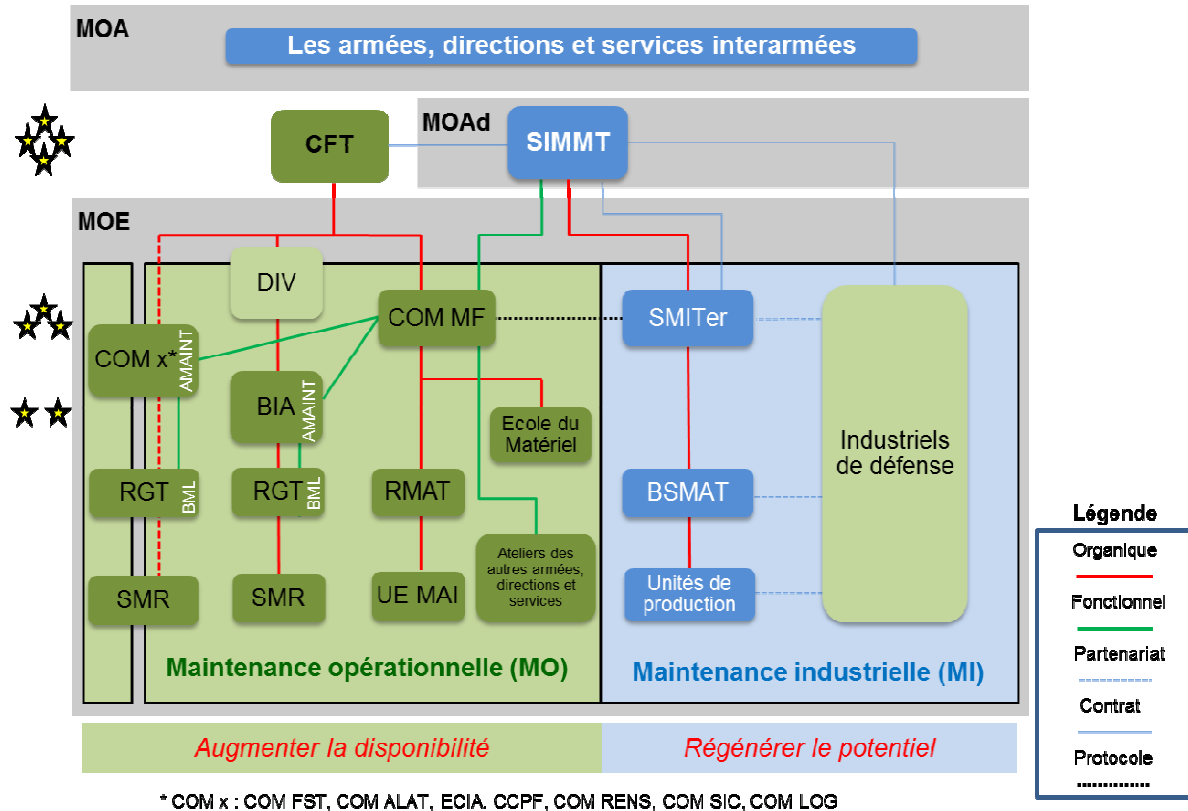 MOA
Les armées, directions et services interarmées
CFT
MOAd
SIMMT
MOE
DIV
COM MF
SMITer
COM x*
AMAINT
BIA
AMAINT
Ecole du
Matériel
Industriels
de défense
RGT
BML
RGT
BML
RMAT
BSMAT
Ateliers des
autres armées,
directions et
services
SMR
SMR
UE MAI
Unités de
production
Maintenance opérationnelle (MO)
Maintenance industrielle (MI)
Augmenter la disponibilité
Régénérer le potentiel
Légende
Organique
Fonctionnel
Partenariat
Contrat
Protocole
* COM x : COM FST, COM ALAT, ECIA. CCPF, COM RENS, COM SIC, COM LOG